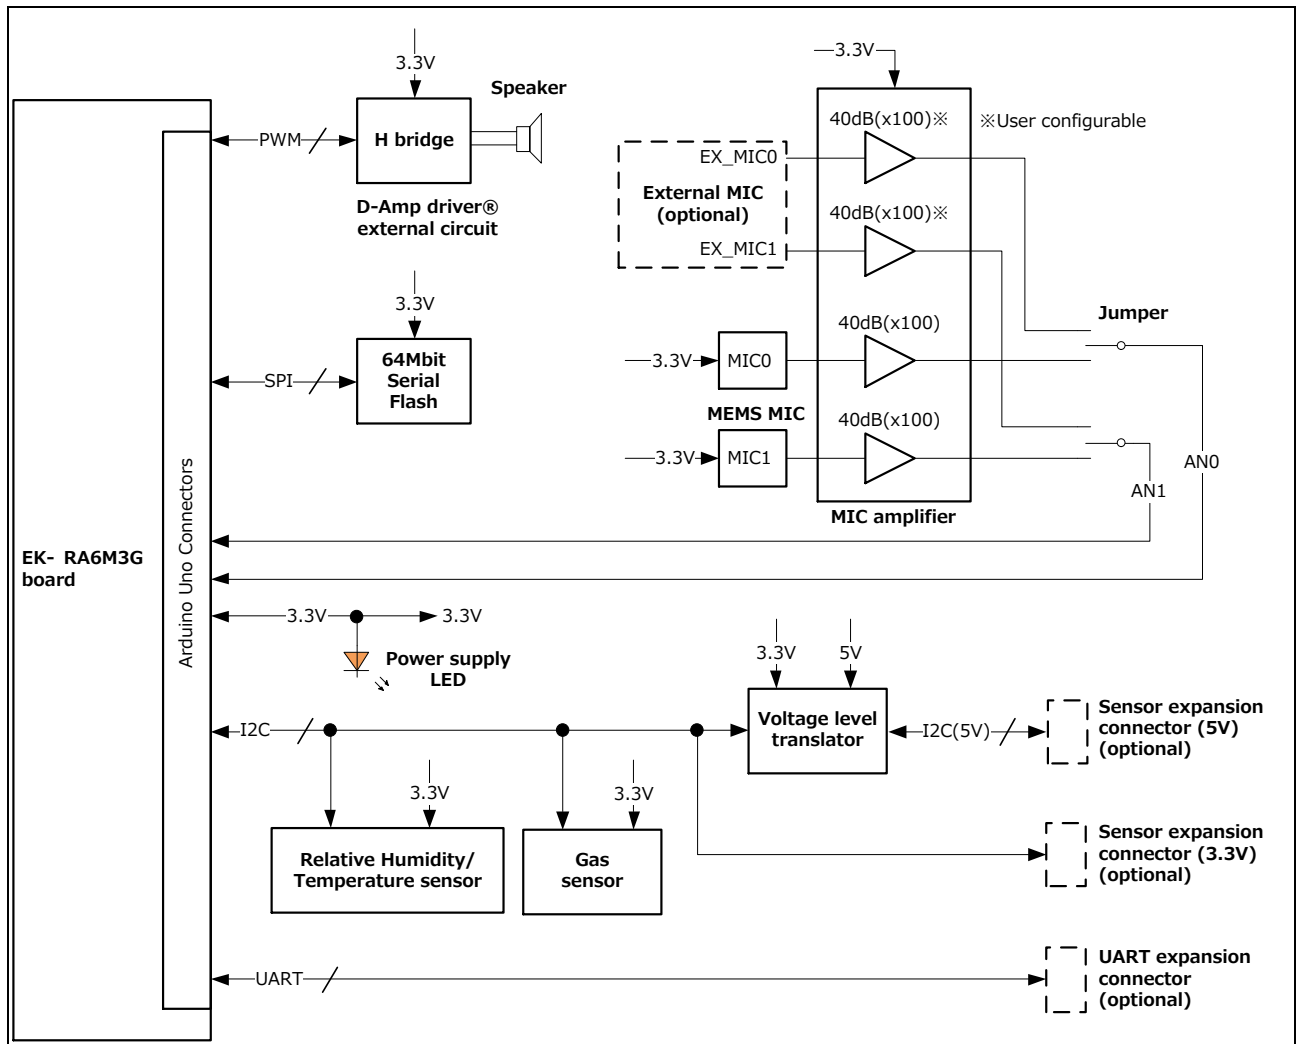 3.3V
Speaker
PWM
H bridge
D-Amp driver®
external circuit
3.3V
64Mbit
Serial
Flash
SPI
3.3V
40dB(x100)※
※User configurable
EX_MIC0
External MIC
(optional)
40dB(x100)※
EX_MIC1
Jumper
40dB(x100)
3.3V
MIC0
MEMS MIC
40dB(x100)
3.3V
MIC1
AN0
AN1
MIC amplifier
EK- RA6M3G
board
Arduino Uno Connectors
3.3V
3.3V
Power supply
LED
3.3V
5V
I2C
Voltage level
translator
I2C(5V)
Sensor expansion
connector (5V)
(optional)
3.3V
3.3V
Relative Humidity/
Temperature sensor
Gas
sensor
Sensor expansion
connector (3.3V)
(optional)
UART
UART expansion
connector
(optional)